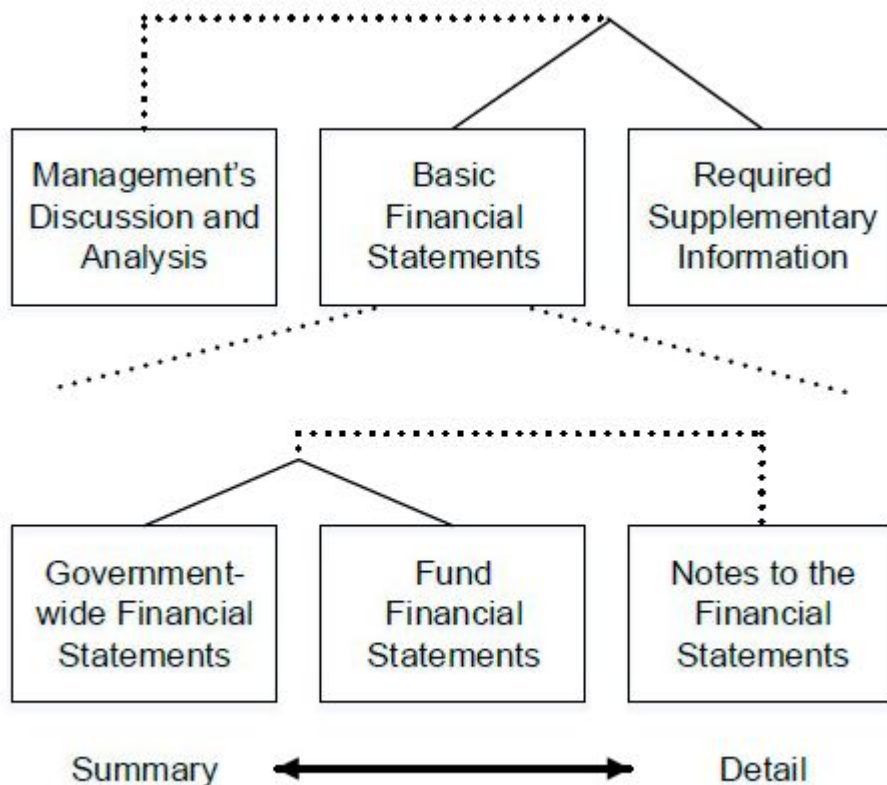 Management's
Discussion and
Analysis
Basic
Financial
Statements
Required
Supplementary
Information
Government-
wide Financial
Statements
Fund
Financial
Statements
Notes to the
Financial
Statements
Summary
Detail